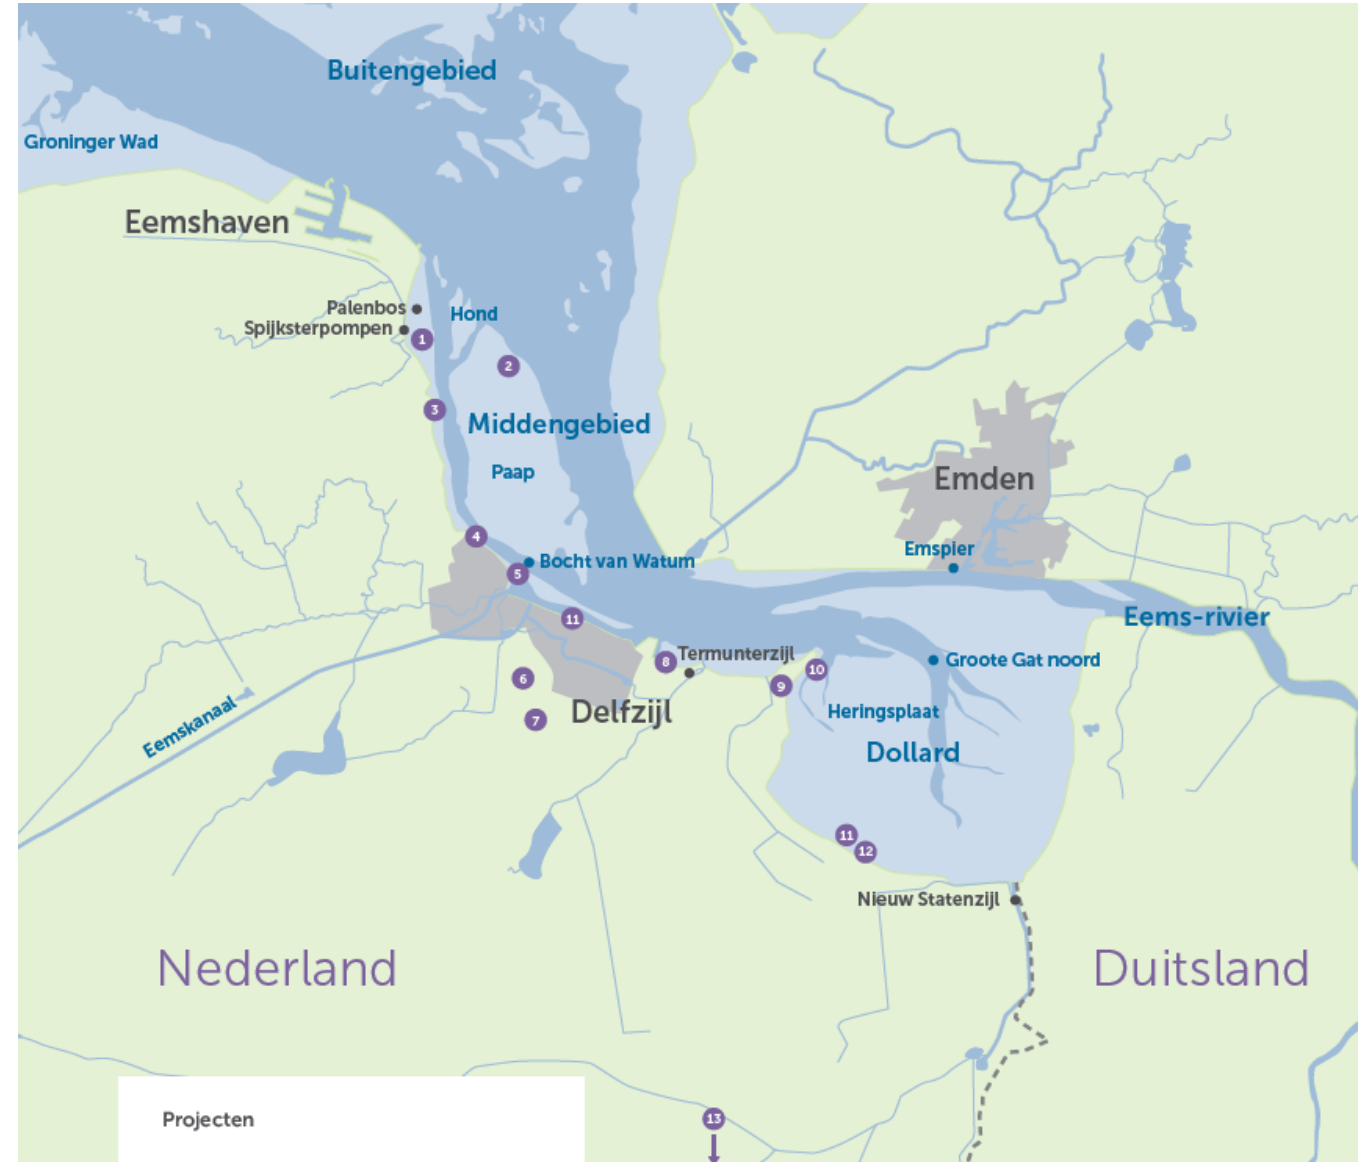 Buitengebied
Groninger Wad
Eemshaven
Palenbos
Hond
Spijksterpompen
1
2
3
Middengebied
Paap
Emden
4
Emspier
Bocht van Watum
5
11
Eems-rivier
Termunterzijl
8
Groote Gat noord
10
6
9
Eemskanaal
7
Delfzijl
Heringsplaat
Dollard
11
12
Nieuw Statenzijl
Nederland
Duitsland
Projecten
13